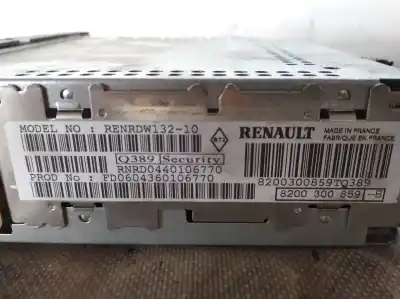 MODEL NO : RENRDW132-10
BTZ
RENAULT
MADE IN FRANCE
FABRIQUE EN FRANCE
Q389 Security
RNRD0440106770
PROD No : FD0604360106770
8200300859TQ389
8200 300 859 --B